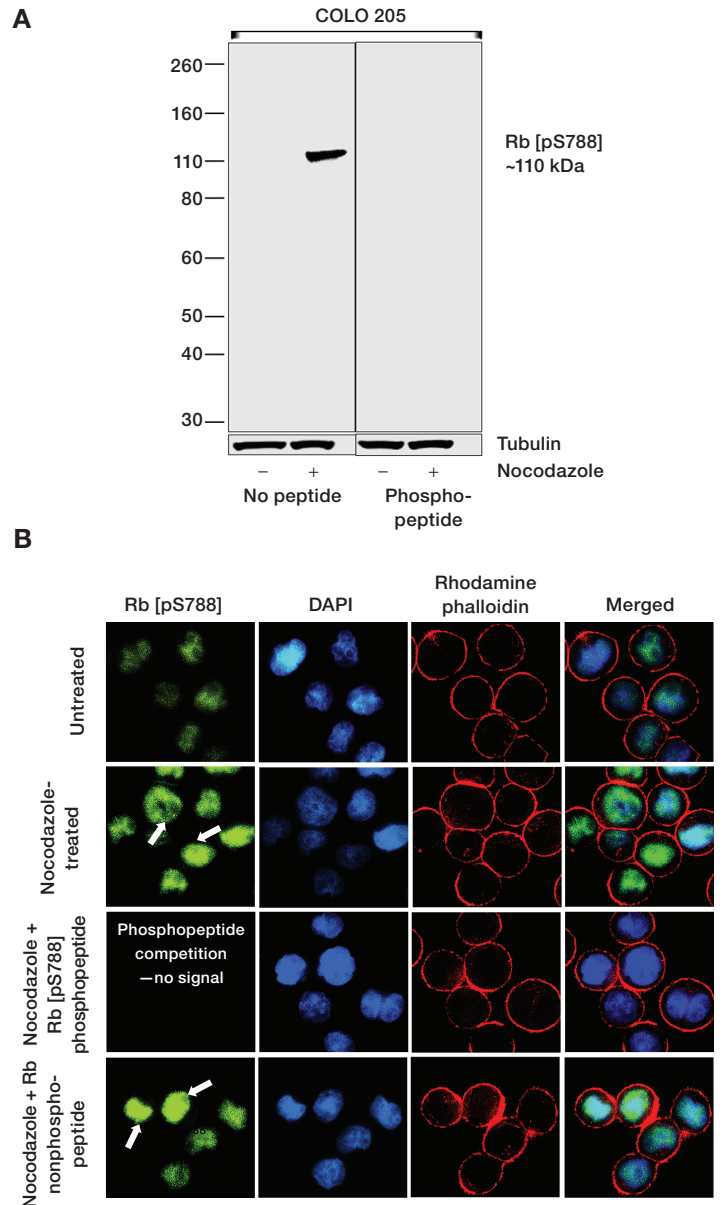 A
COLO 205
260
160
110
80
60
50
40
30
Rb [pS788]
~110 kDa
Tubulin
− + − + Nocodazole
No peptide Phospho-
peptide
B
Rb [pS788] DAPI Rhodamine
phalloidin Merged
Untreated
Nocodazole-
treated
Nocodazole +
Rb [pS788]
phosphopeptide
Phosphopeptide
competition
—no signal
Nocodazole + Rb
nonphospho-
peptide